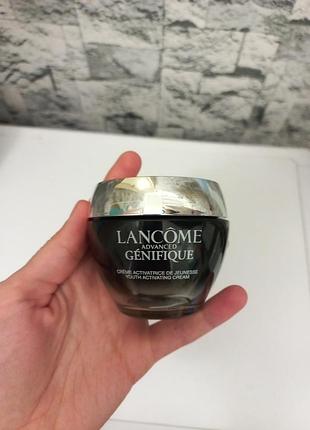 LANCÔME
ADVANCED
GÉNIFIQUE
CRÈME ACTIVATRICE DE JEUNESSE
YOUTH ACTIVATING CREAM